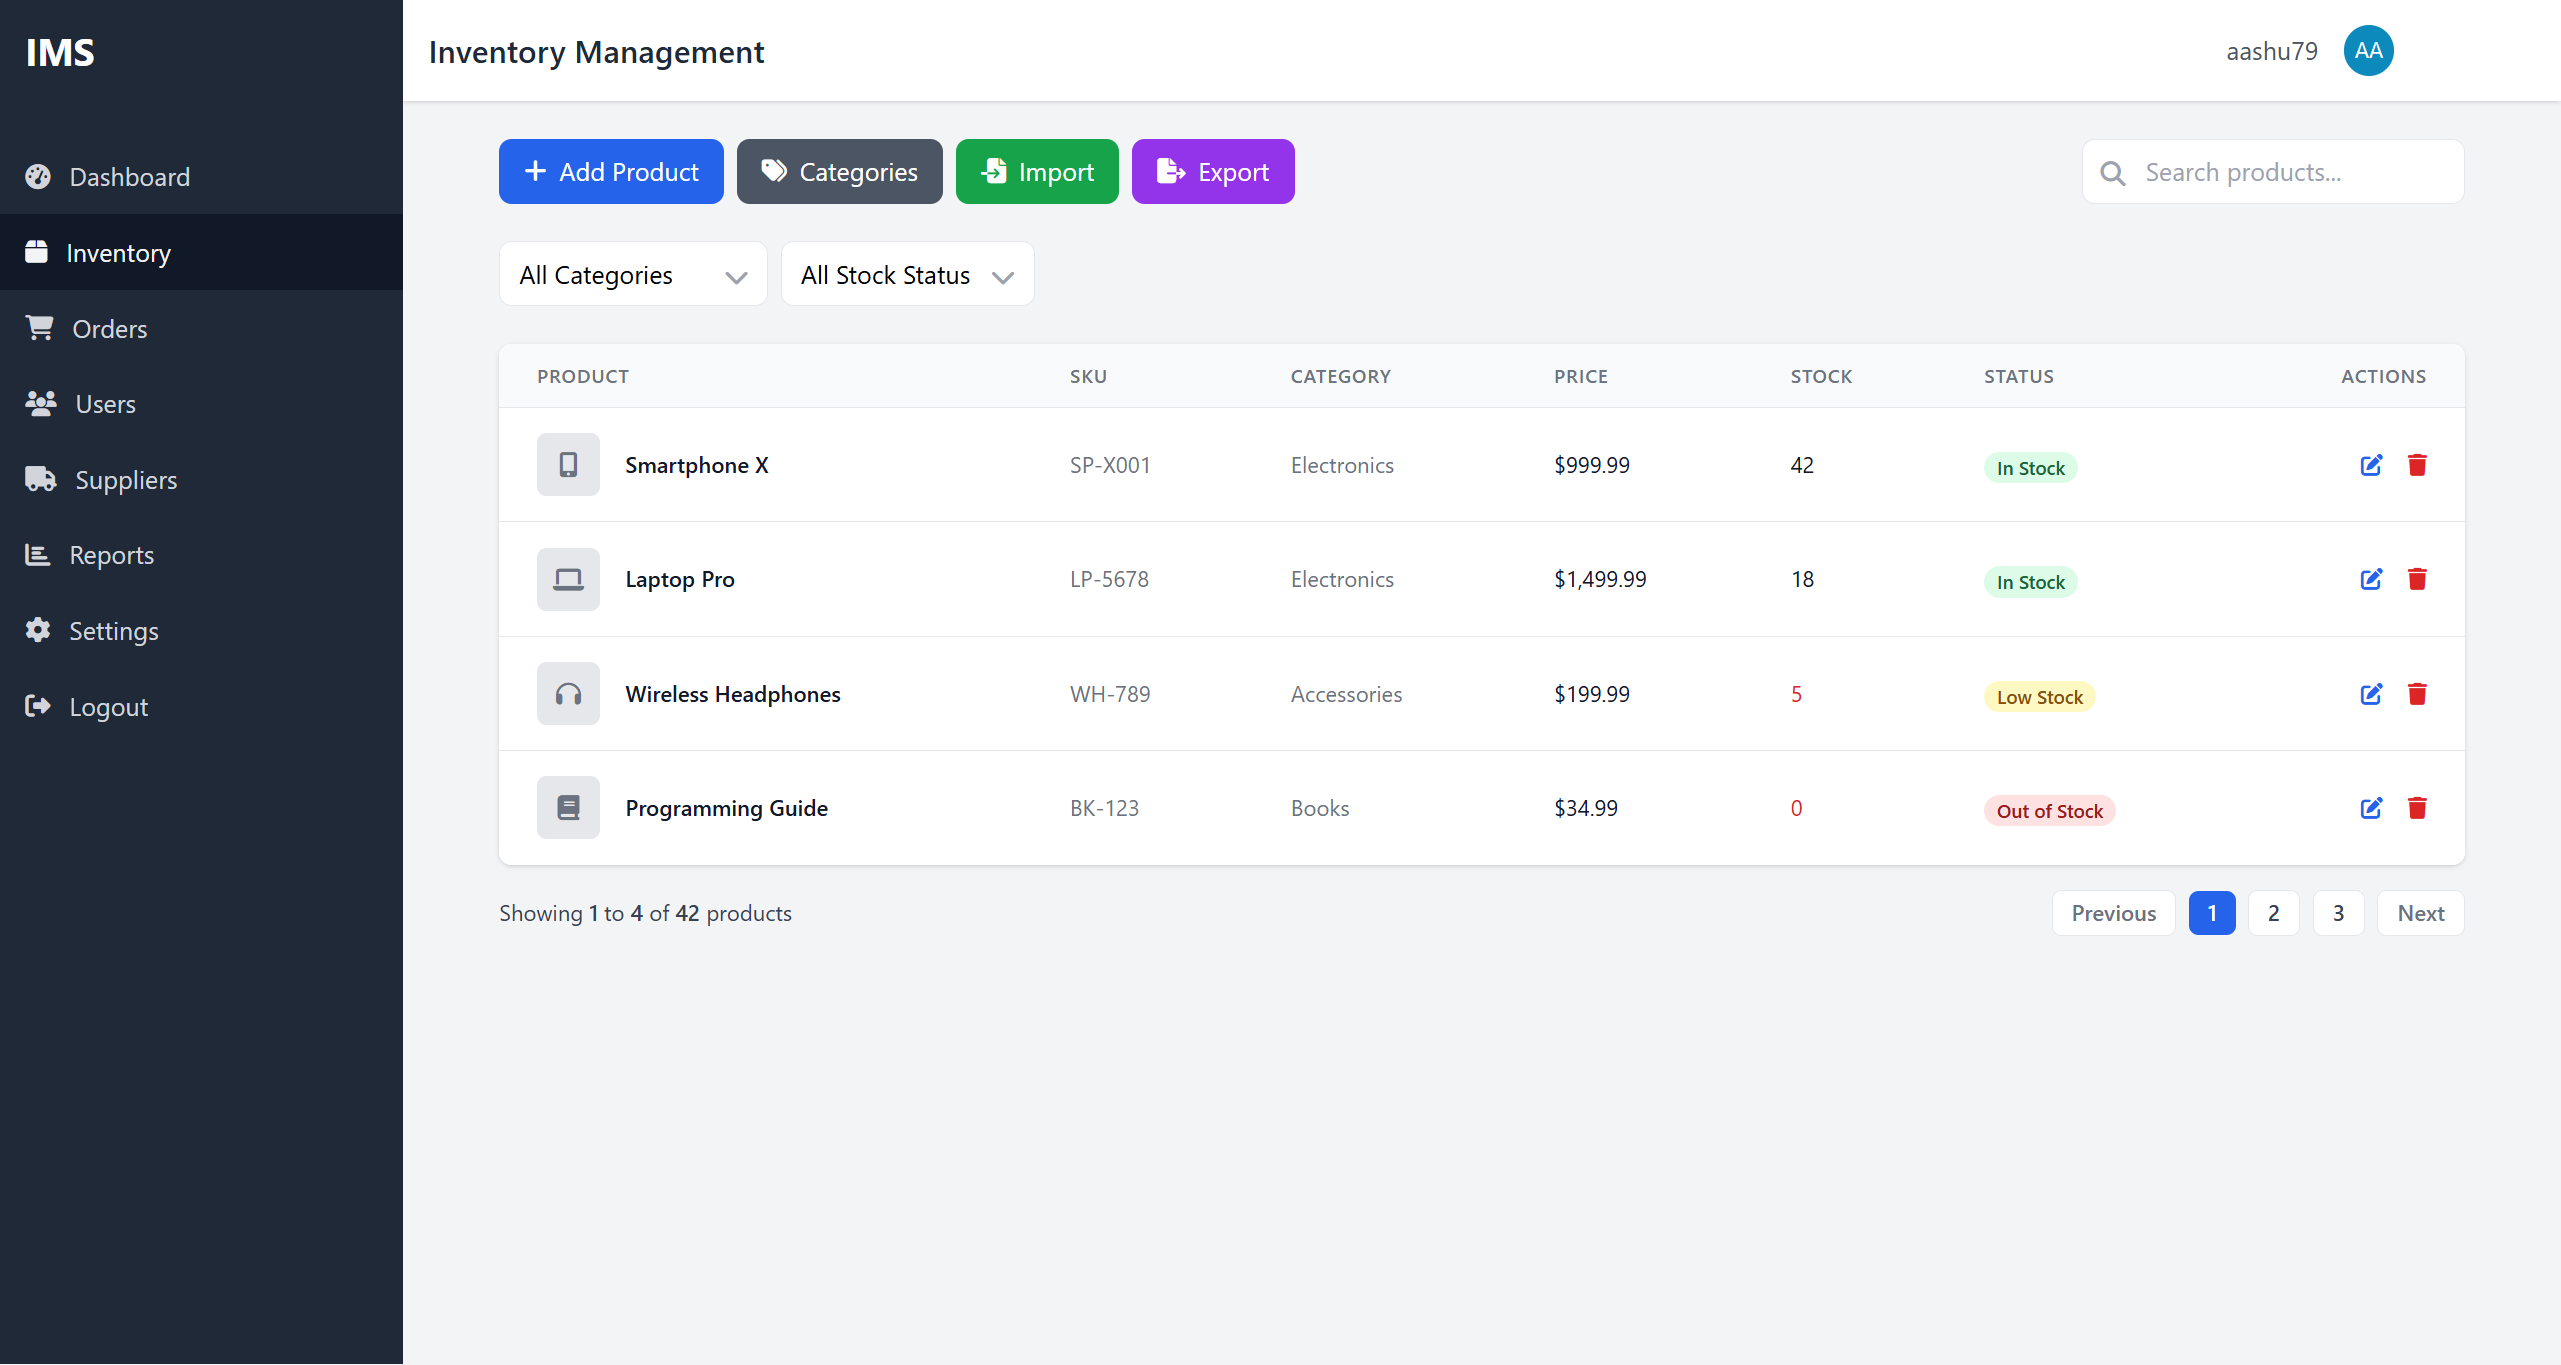 IMS
Inventory Management
aashu79 AA
Dashboard
Inventory
Orders
Users
Suppliers
Reports
Settings
Logout
Add Product Categories Import Export Search products...
All Categories All Stock Status
PRODUCT SKU CATEGORY PRICE STOCK STATUS ACTIONS
Smartphone X SP-X001 Electronics $999.99 42 In Stock
Laptop Pro LP-5678 Electronics $1,499.99 18 In Stock
Wireless Headphones WH-789 Accessories $199.99 5 Low Stock
Programming Guide BK-123 Books $34.99 0 Out of Stock
Showing 1 to 4 of 42 products Previous 1 2 3 Next